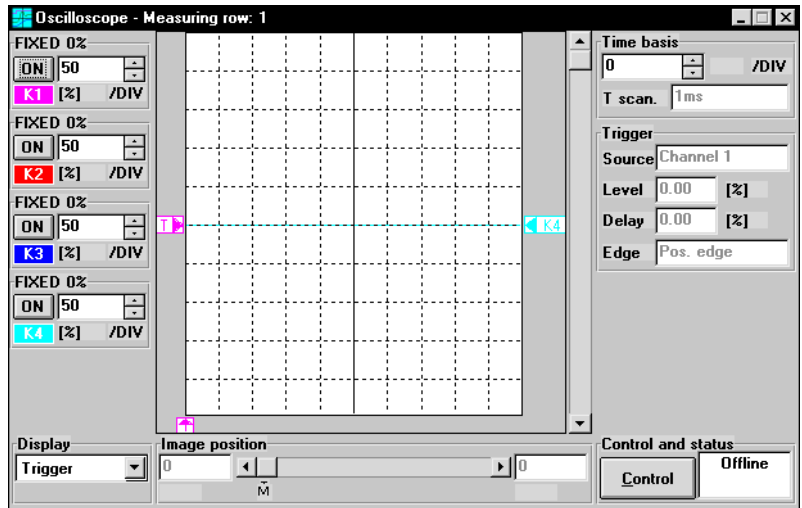 Oscilloscope - Measuring row: 1
FIXED 0%
ON 50
K1 [%] /DIV
FIXED 0%
ON 50
K2 [%] /DIV
FIXED 0%
ON 50
K3 [%] /DIV
FIXED 0%
ON 50
K4 [%] /DIV
T
K4
Time basis
0 /DIV
T scan. 1ms
Trigger
Source Channel 1
Level 0.00 [%]
Delay 0.00 [%]
Edge Pos. edge
Display
Trigger
Image position
0 0
M
Control and status
Control Offline